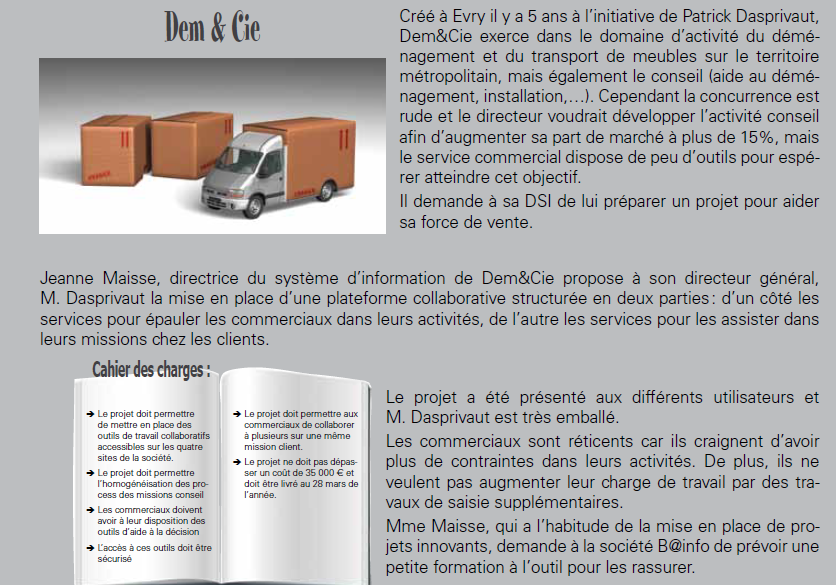 Dem & Cie
Créé à Evry il y a 5 ans à l'initiative de Patrick Dasprivaut,
Dem&Cie exerce dans le domaine d'activité du démé-
nagement et du transport de meubles sur le territoire
métropolitain, mais également le conseil (aide au démé-
nagement, installation,…). Cependant la concurrence est
rude et le directeur voudrait développer l'activité conseil
afin d'augmenter sa part de marché à plus de 15%, mais
le service commercial dispose de peu d'outils pour espé-
rer atteindre cet objectif.
Il demande à sa DSI de lui préparer un projet pour aider
sa force de vente.
Jeanne Maisse, directrice du système d'information de Dem&Cie propose à son directeur général,
M. Dasprivaut la mise en place d'une plateforme collaborative structurée en deux parties : d'un côté les
services pour épauler les commerciaux dans leurs activités, de l'autre les services pour les assister dans
leurs missions chez les clients.
Cahier des charges :
➔ Le projet doit permettre
de mettre en place des
outils de travail collaboratifs
accessibles sur les quatre
sites de la société.
➔ Le projet doit permettre
l'homogénéisation des pro-
cess des missions conseil
➔ Les commerciaux doivent
avoir à leur disposition des
outils d'aide à la décision
➔ L'accès à ces outils doit être
sécurisé
➔ Le projet doit permettre aux
commerciaux de collaborer
à plusieurs sur une même
mission client.
➔ Le projet ne doit pas dépas-
ser un coût de 35 000 € et
doit être livré au 28 mars de
l'année.
Le projet a été présenté aux différents utilisateurs et
M. Dasprivaut est très emballé.
Les commerciaux sont réticents car ils craignent d'avoir
plus de contraintes dans leurs activités. De plus, ils ne
veulent pas augmenter leur charge de travail par des tra-
vaux de saisie supplémentaires.
Mme Maisse, qui a l'habitude de la mise en place de pro-
jets innovants, demande à la société B@info de prévoir une
petite formation à l'outil pour les rassurer.